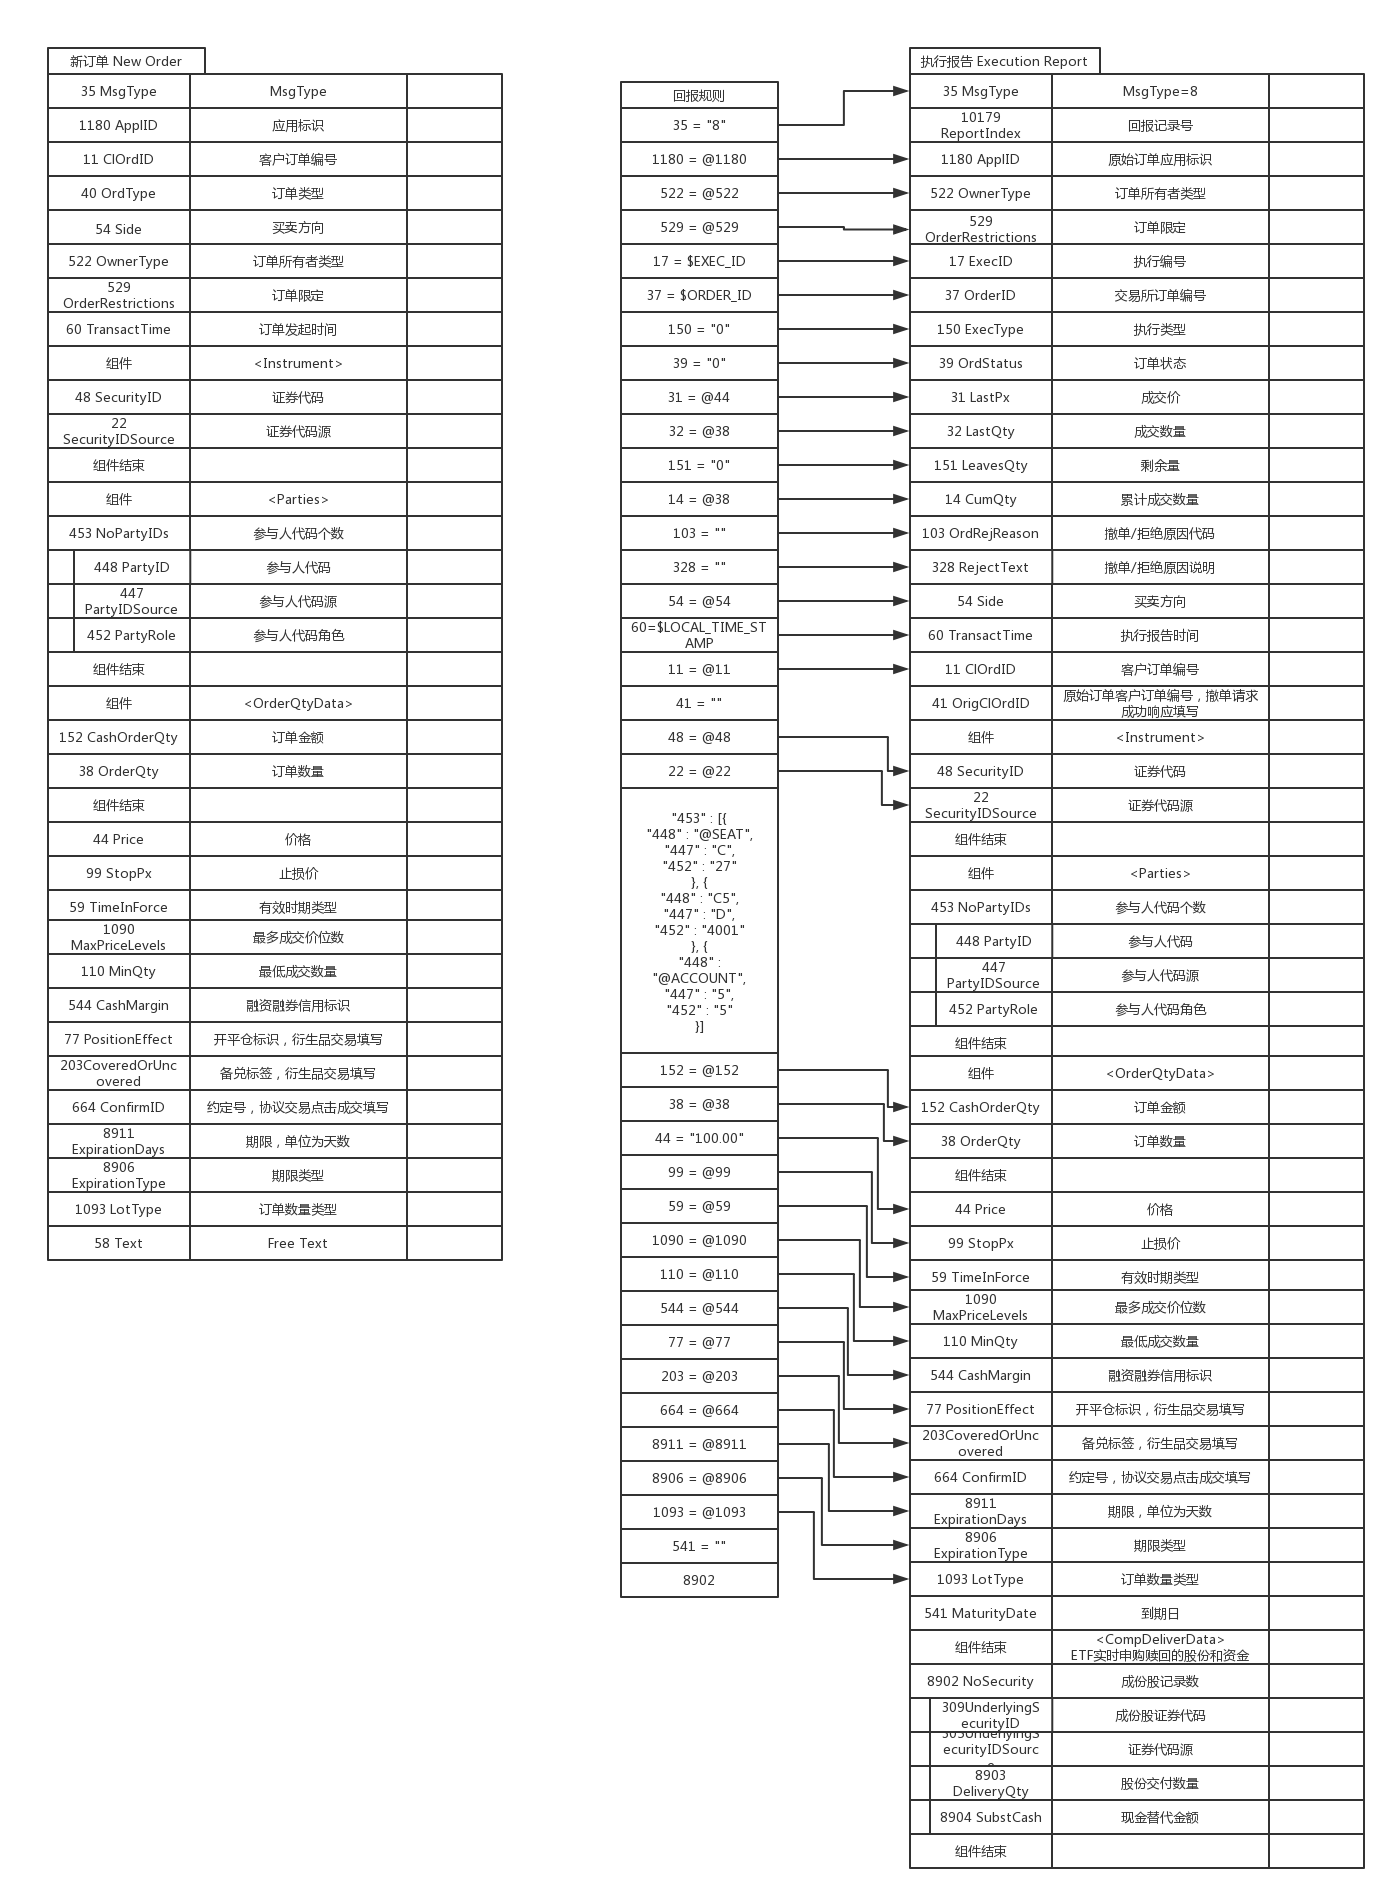 新订单 New Order
35 MsgType
MsgType
1180 ApplID
应用标识
11 ClOrdID
客户订单编号
40 OrdType
订单类型
54 Side
买卖方向
522 OwnerType
订单所有者类型
529
OrderRestrictions
订单限定
60 TransactTime
订单发起时间
组件
<Instrument>
48 SecurityID
证券代码
22
SecurityIDSource
证券代码源
组件结束
组件
<Parties>
453 NoPartyIDs
参与人代码个数
448 PartyID
参与人代码
447
PartyIDSource
参与人代码源
452 PartyRole
参与人代码角色
组件结束
组件
<OrderQtyData>
152 CashOrderQty
订单金额
38 OrderQty
订单数量
组件结束
44 Price
价格
99 StopPx
止损价
59 TimeInForce
有效时期类型
1090
MaxPriceLevels
最多成交价位数
110 MinQty
最低成交数量
544 CashMargin
融资融券信用标识
77 PositionEffect
开平仓标识，衍生品交易填写
203CoveredOrUnc
overed
备兑标签，衍生品交易填写
664 ConfirmID
约定号，协议交易点击成交填写
8911
ExpirationDays
期限，单位为天数
8906
ExpirationType
期限类型
1093 LotType
订单数量类型
58 Text
Free Text
回报规则
35 = "8"
1180 = @1180
522 = @522
529 = @529
17 = $EXEC_ID
37 = $ORDER_ID
150 = "0"
39 = "0"
31 = @44
32 = @38
151 = "0"
14 = @38
103 = ""
328 = ""
54 = @54
60=$LOCAL_TIME_ST
AMP
11 = @11
41 = ""
48 = @48
22 = @22
"453" : [{
"448" : "@SEAT",
"447" : "C",
"452" : "27"
}, {
"448" : "C5",
"447" : "D",
"452" : "4001"
}, {
"448" :
"@ACCOUNT",
"447" : "5",
"452" : "5"
}]
152 = @152
38 = @38
44 = "100.00"
99 = @99
59 = @59
1090 = @1090
110 = @110
544 = @544
77 = @77
203 = @203
664 = @664
8911 = @8911
8906 = @8906
1093 = @1093
541 = ""
8902
执行报告 Execution Report
35 MsgType
MsgType=8
10179
ReportIndex
回报记录号
1180 ApplID
原始订单应用标识
522 OwnerType
订单所有者类型
529
OrderRestrictions
订单限定
17 ExecID
执行编号
37 OrderID
交易所订单编号
150 ExecType
执行类型
39 OrdStatus
订单状态
31 LastPx
成交价
32 LastQty
成交数量
151 LeavesQty
剩余量
14 CumQty
累计成交数量
103 OrdRejReason
撤单/拒绝原因代码
328 RejectText
撤单/拒绝原因说明
54 Side
买卖方向
60 TransactTime
执行报告时间
11 ClOrdID
客户订单编号
41 OrigClOrdID
原始订单客户订单编号，撤单请求
成功响应填写
组件
<Instrument>
48 SecurityID
证券代码
22
SecurityIDSource
证券代码源
组件结束
组件
<Parties>
453 NoPartyIDs
参与人代码个数
448 PartyID
参与人代码
447
PartyIDSource
参与人代码源
452 PartyRole
参与人代码角色
组件结束
组件
<OrderQtyData>
152 CashOrderQty
订单金额
38 OrderQty
订单数量
组件结束
44 Price
价格
99 StopPx
止损价
59 TimeInForce
有效时期类型
1090
MaxPriceLevels
最多成交价位数
110 MinQty
最低成交数量
544 CashMargin
融资融券信用标识
77 PositionEffect
开平仓标识，衍生品交易填写
203CoveredOrUnc
overed
备兑标签，衍生品交易填写
664 ConfirmID
约定号，协议交易点击成交填写
8911
ExpirationDays
期限，单位为天数
8906
ExpirationType
期限类型
1093 LotType
订单数量类型
541 MaturityDate
到期日
组件结束
<CompDeliverData>
ETF实时申购赎回的股份和资金
8902 NoSecurity
成份股记录数
309UnderlyingS
ecurityID
成份股证券代码
ecurityIDSourc
证券代码源
8903
DeliveryQty
股份交付数量
8904 SubstCash
现金替代金额
组件结束